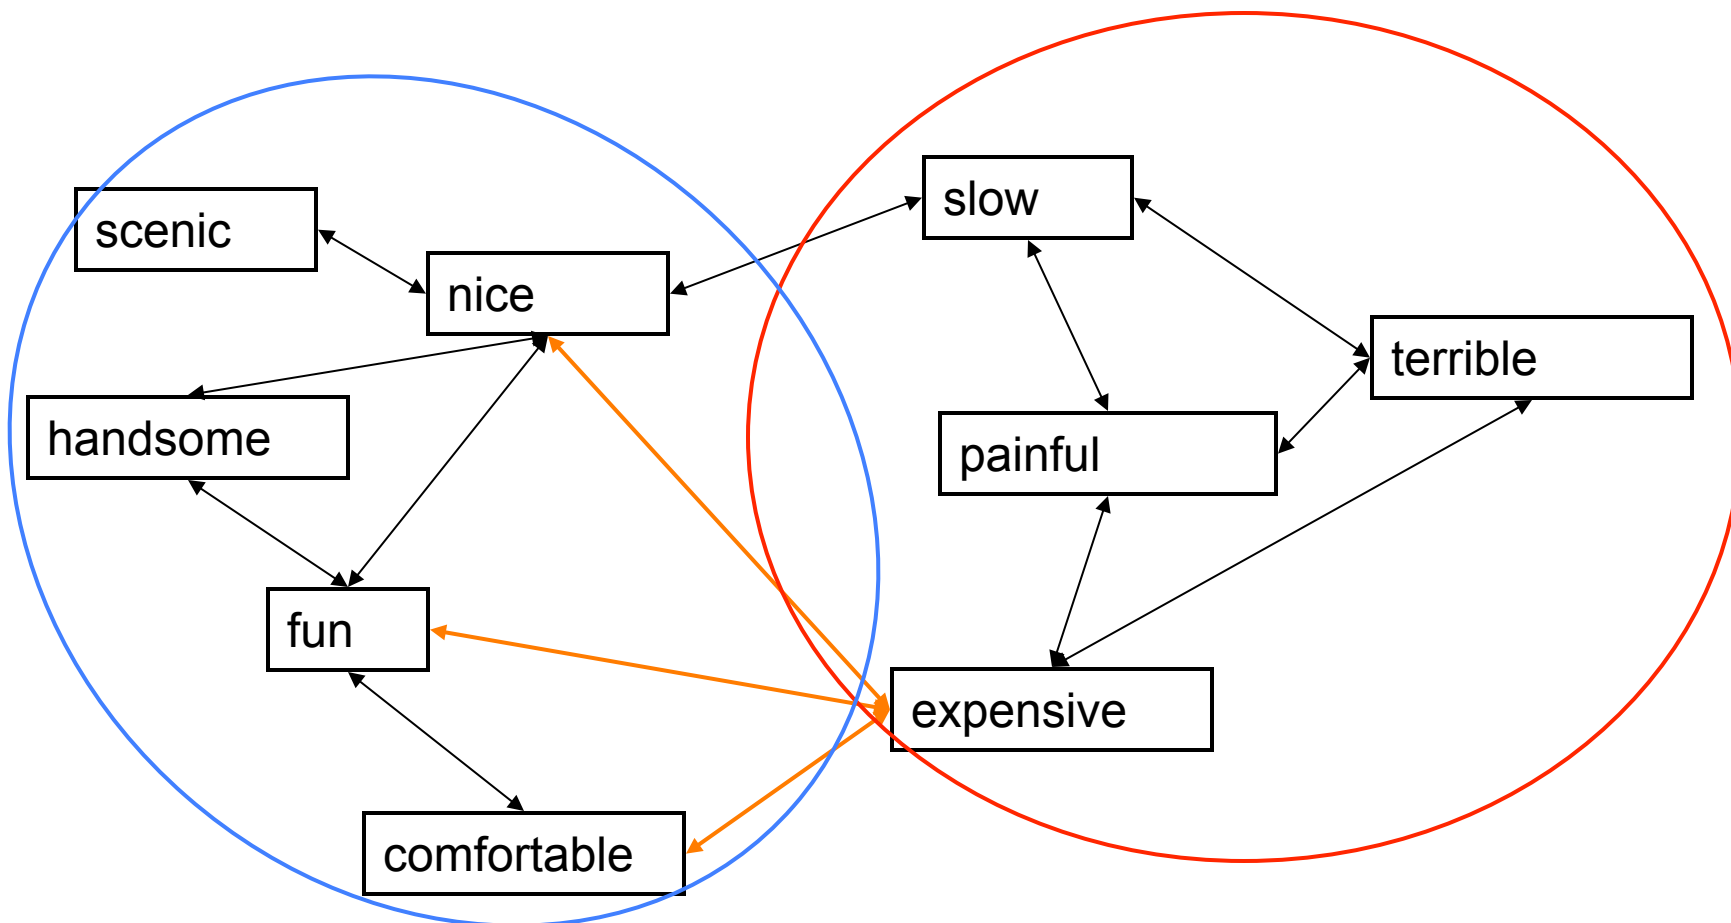 scenic
nice
handsome
fun
comfortable
slow
terrible
painful
expensive